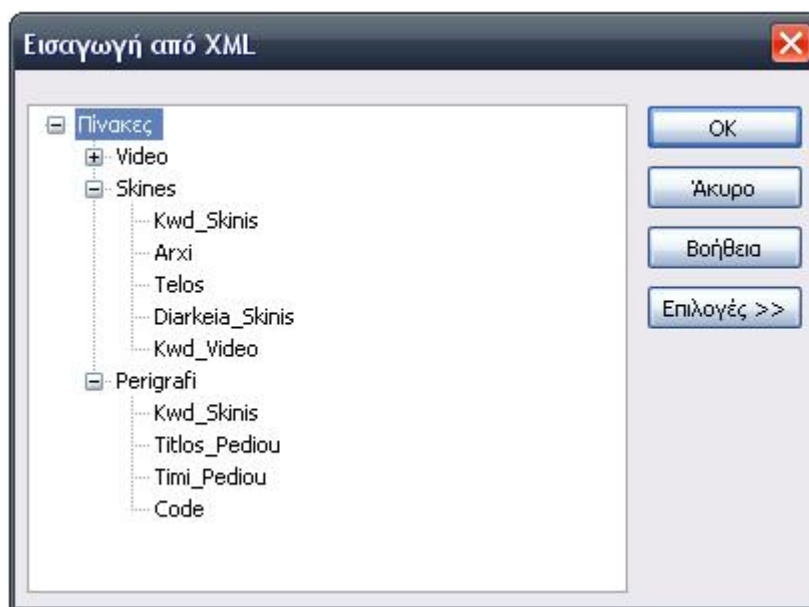 Εισαγωγή από XML
Πίνακες
Video
Skines
Kwd_Skinis
Arxi
Telos
Diarkeia_Skinis
Kwd_Video
Perigrafi
Kwd_Skinis
Titlos_Pediou
Timi_Pediou
Code
OK
Άκυρο
Βοήθεια
Επιλογές >>